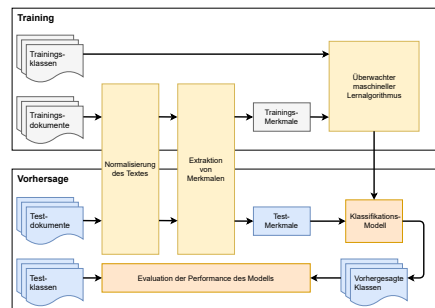 Training
Trainings-
klassen
Überwachter
maschineller
Lernalgorithmus
Trainings-
dokumente
Trainings-
Merkmale
Normalisierung
des Textes
Extraktion
von
Merkmalen
Vorhersage
Test-
dokumente
Test-
Merkmale
Klassifikations-
Modell
Test-
klassen
Evaluation der Performance des Modells
Vorhergesagte
Klassen